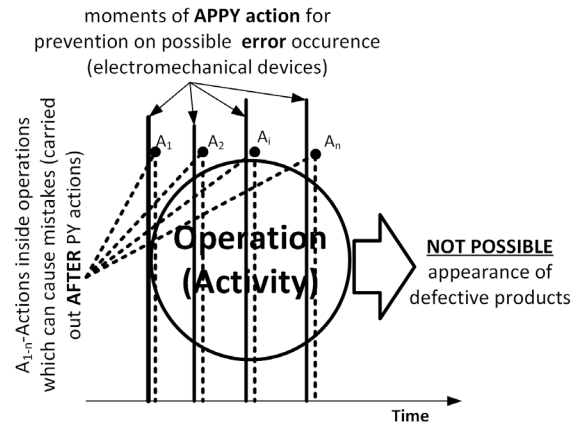 moments of APPY action for
prevention on possible error occurence
(electromechanical devices)
A1-n-Actions inside operations
which can cause mistakes (carried
out AFTER PY actions)
A1
A2
Ai
An
Operation
(Activity)
NOT POSSIBLE
appearance of
defective products
Time